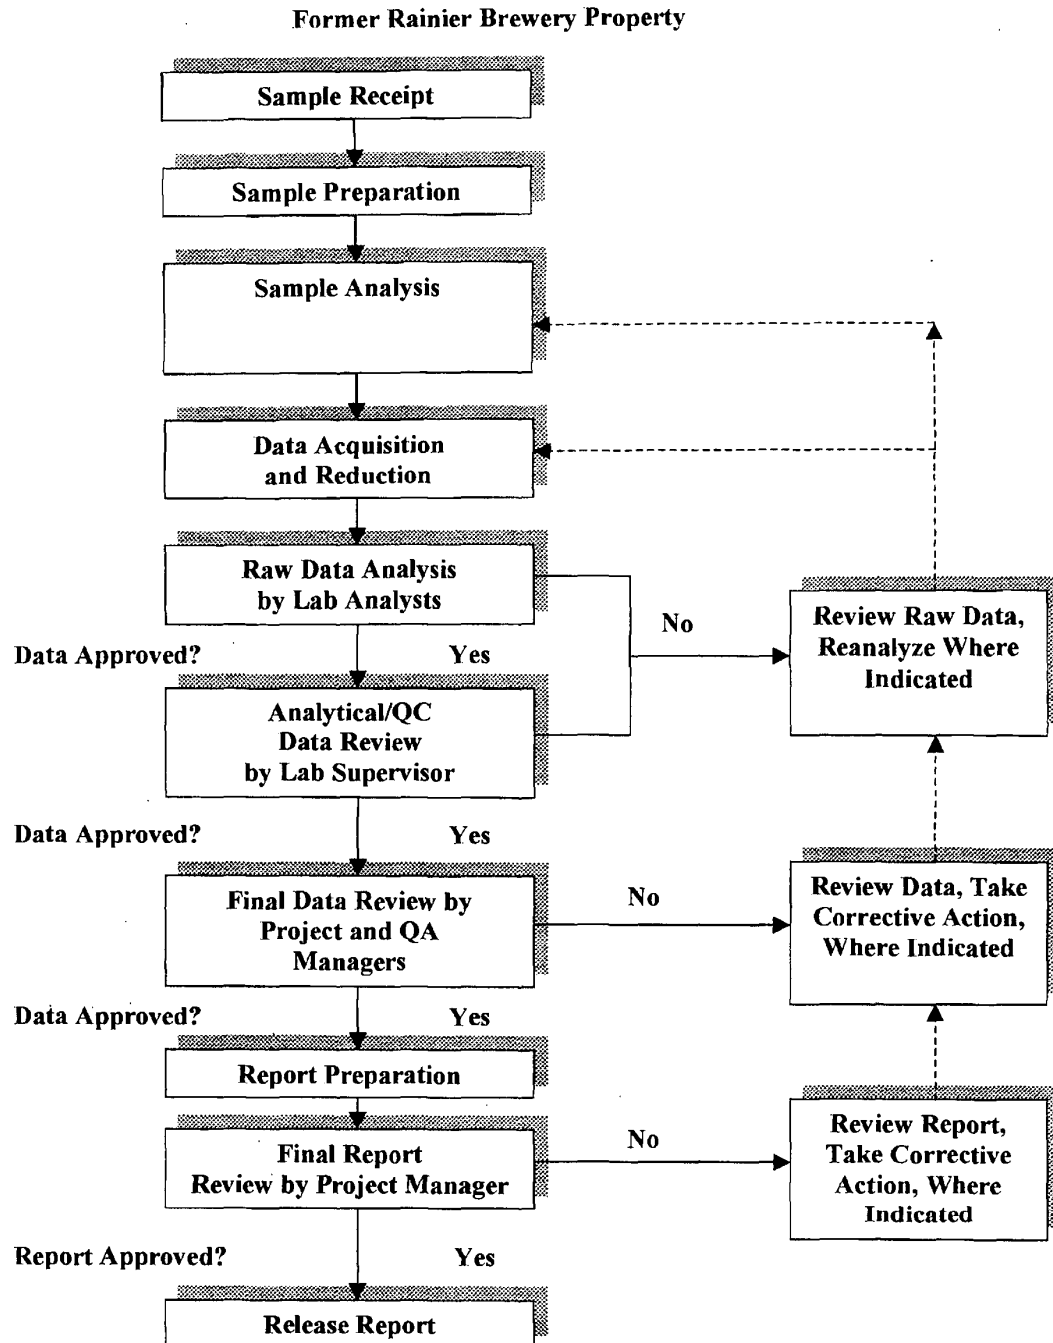 Former Rainier Brewery Property
Sample Receipt
Sample Preparation
Sample Analysis
Data Acquisition
and Reduction
Raw Data Analysis
by Lab Analysts
No
Review Raw Data,
Reanalyze Where
Indicated
Data Approved?
Yes
Analytical/QC
Data Review
by Lab Supervisor
Data Approved?
Yes
Final Data Review by
Project and QA
Managers
No
Review Data, Take
Corrective Action,
Where Indicated
Data Approved?
Yes
Report Preparation
Final Report
Review by Project Manager
No
Review Report,
Take Corrective
Action, Where
Indicated
Report Approved?
Yes
Release Report